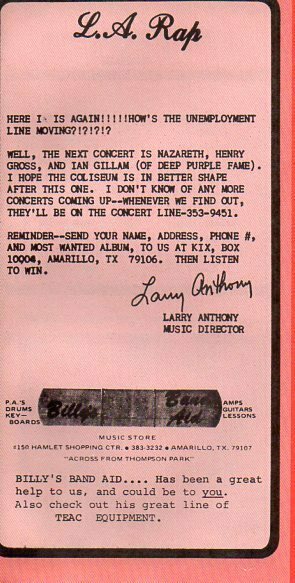 L.A. Rap
HERE I IS AGAIN!!!!!HOW'S THE UNEMPLOYMENT
LINE MOVING?!?!?!?
WELL, THE NEXT CONCERT IS NAZARETH, HENRY
GROSS, AND IAN GILLAM (OF DEEP PURPLE FAME).
I HOPE THE COLISEUM IS IN BETTER SHAPE
AFTER THIS ONE. I DON'T KNOW OF ANY MORE
CONCERTS COMING UP--WHENEVER WE FIND OUT,
THEY'LL BE ON THE CONCERT LINE-353-9451.
REMINDER--SEND YOUR NAME, ADDRESS, PHONE #,
AND MOST WANTED ALBUM, TO US AT KIX, BOX
AMARILLO, TX 79106. THEN LISTEN
TO WIN.
Larry Anthony
LARRY ANTHONY
MUSIC DIRECTOR
P.A.'S
DRUMS
KEY-
BOARDS
Billy's Band Aid
AMPS
GUITARS
LESSONS
MUSIC STORE
#150 HAMLET SHOPPING CTR. • 383-3232 • AMARILLO, TX. 79107
"ACROSS FROM THOMPSON PARK"
BILLY'S BAND AID.... Has been a great
help to us, and could be to you.
Also check out his great line of
TEAC EQUIPMENT.